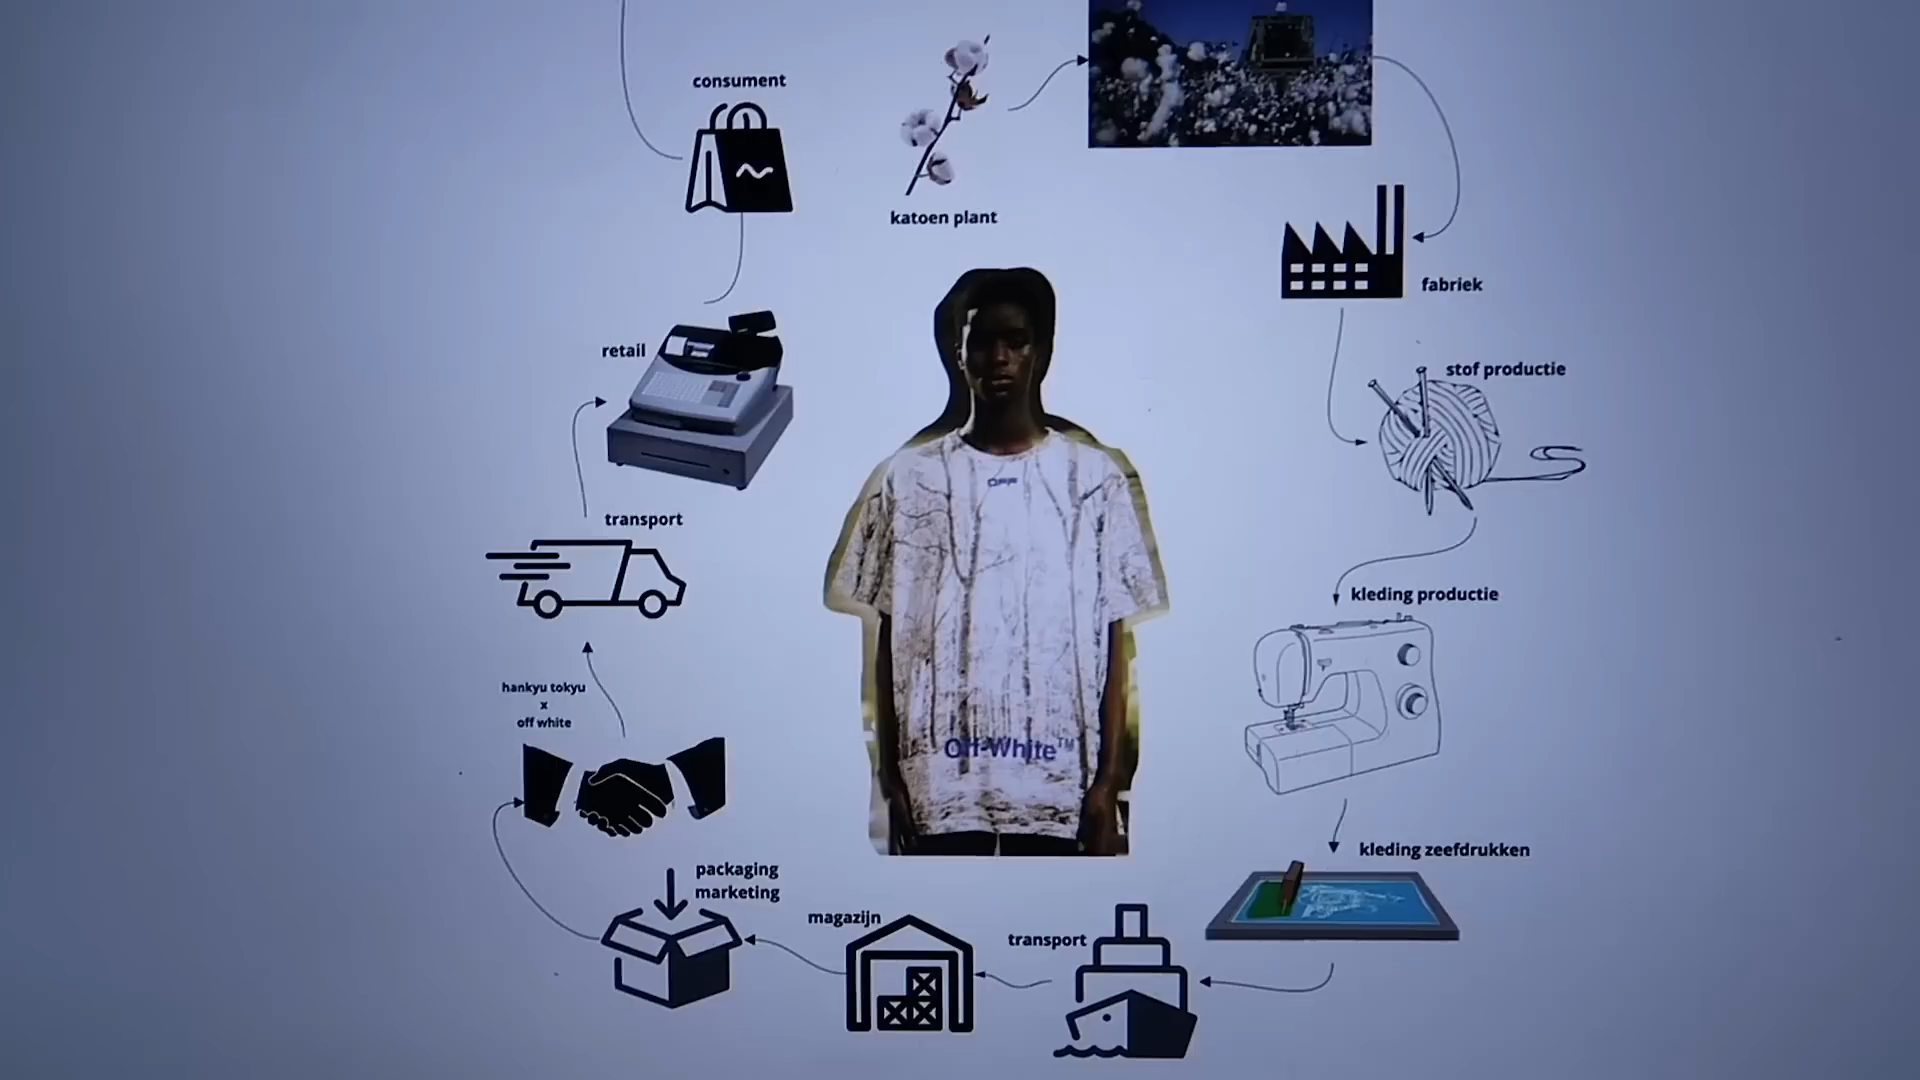 consument
katoen plant
fabriek
retail
stof productie
OFF
transport
kleding productie
hankyu tokyu
x
off white
Off-White™
kleding zeefdrukken
packaging
marketing
magazijn
transport